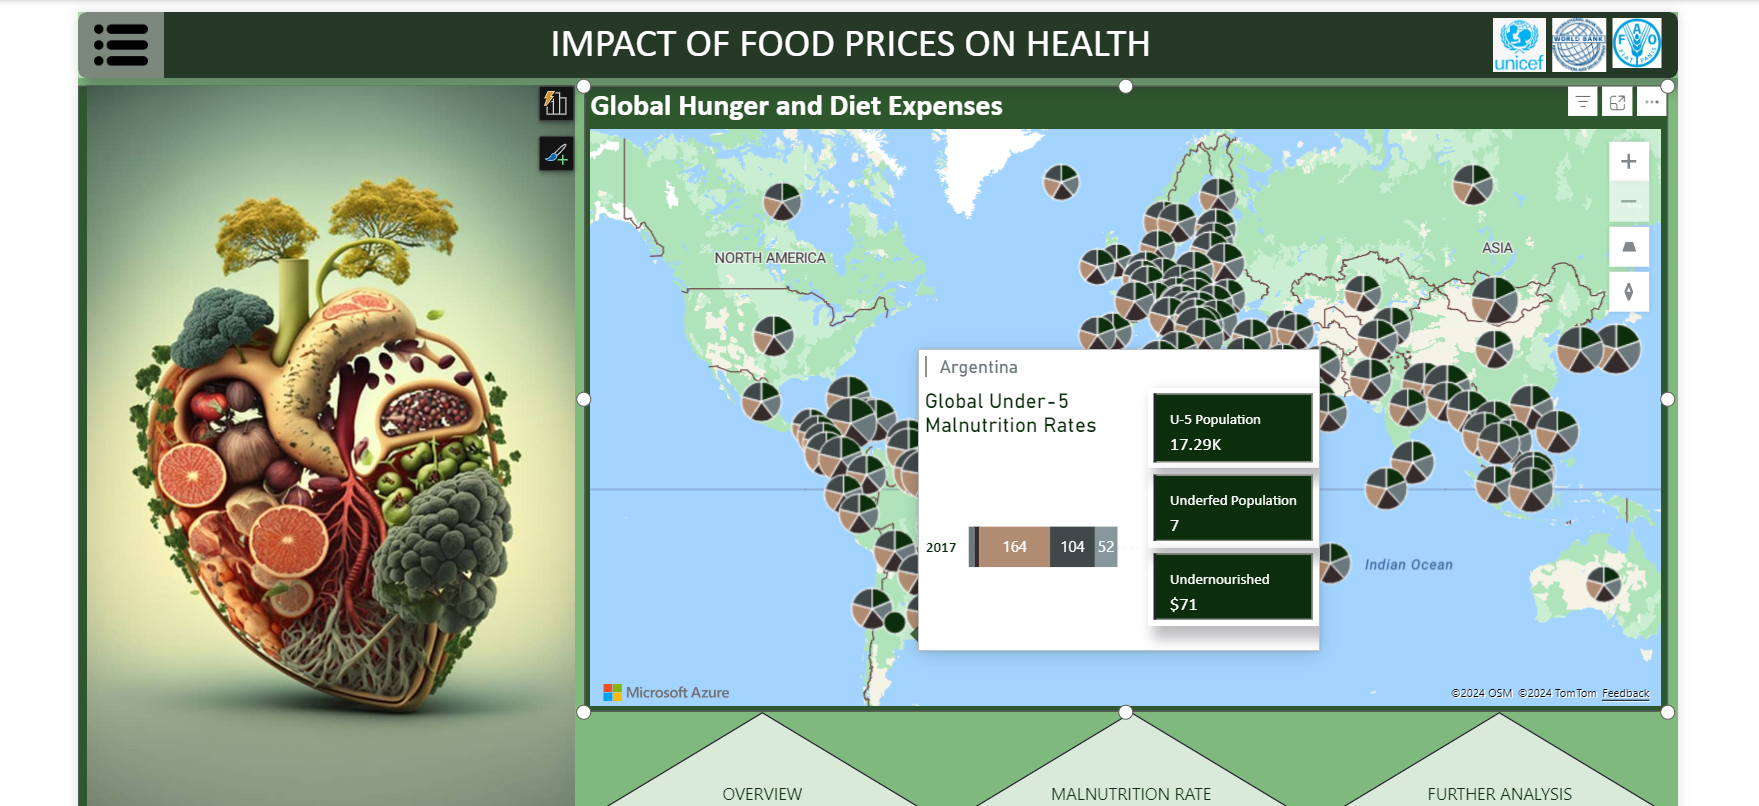 IMPACT OF FOOD PRICES ON HEALTH
unicef
WORLD BANK
F A O
FIAT PANIS
Global Hunger and Diet Expenses
NORTH AMERICA
ASIA
Argentina
Global Under-5
Malnutrition Rates
U-5 Population
17.29K
Underfed Population
7
2017
164
104
52
Undernourished
$71
Indian Ocean
Microsoft Azure
©2024 OSM ©2024 TomTom Feedback
OVERVIEW
MALNUTRITION RATE
FURTHER ANALYSIS